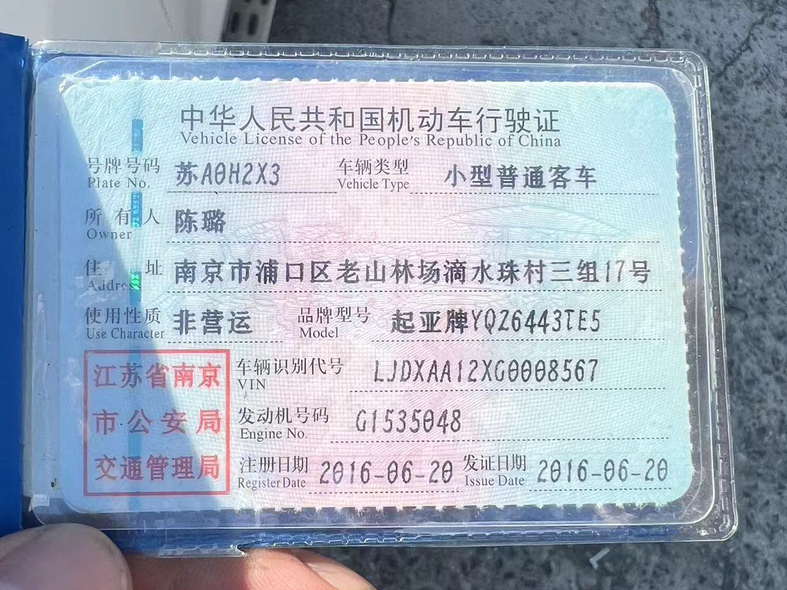 中华人民共和国机动车行驶证
Vehicle License of the People's Republic of China
号牌号码 苏A0H2X3 车辆类型 小型普通客车
Plate No. Vehicle Type
所有人 陈璐
Owner
住址 南京市浦口区老山林场滴水珠村三组17号
Address
使用性质 非营运 品牌型号 起亚牌YQZ6443TE5
Use Character Model
江苏省南京 车辆识别代号 LJDXAA12XG0008567
VIN
市公安局 发动机号码 G1535048
Engine No.
交通管理局 注册日期 2016-06-20 发证日期 2016-06-20
Register Date Issue Date